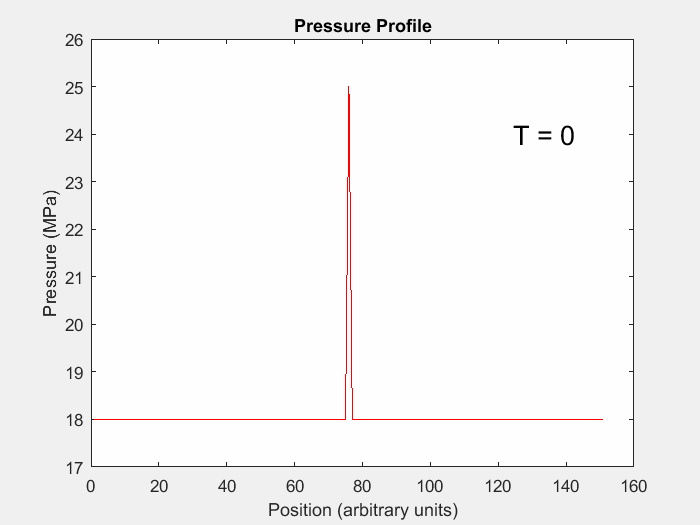 Pressure Profile
26
25
24
23
22
21
20
19
18
17
Pressure (MPa)
T = 0
0 20 40 60 80 100 120 140 160
Position (arbitrary units)